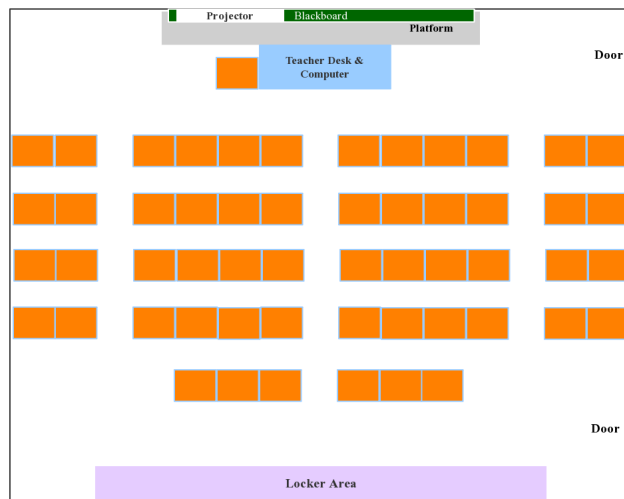 Projector
Blackboard
Platform
Teacher Desk &
Computer
Door
Door
Locker Area